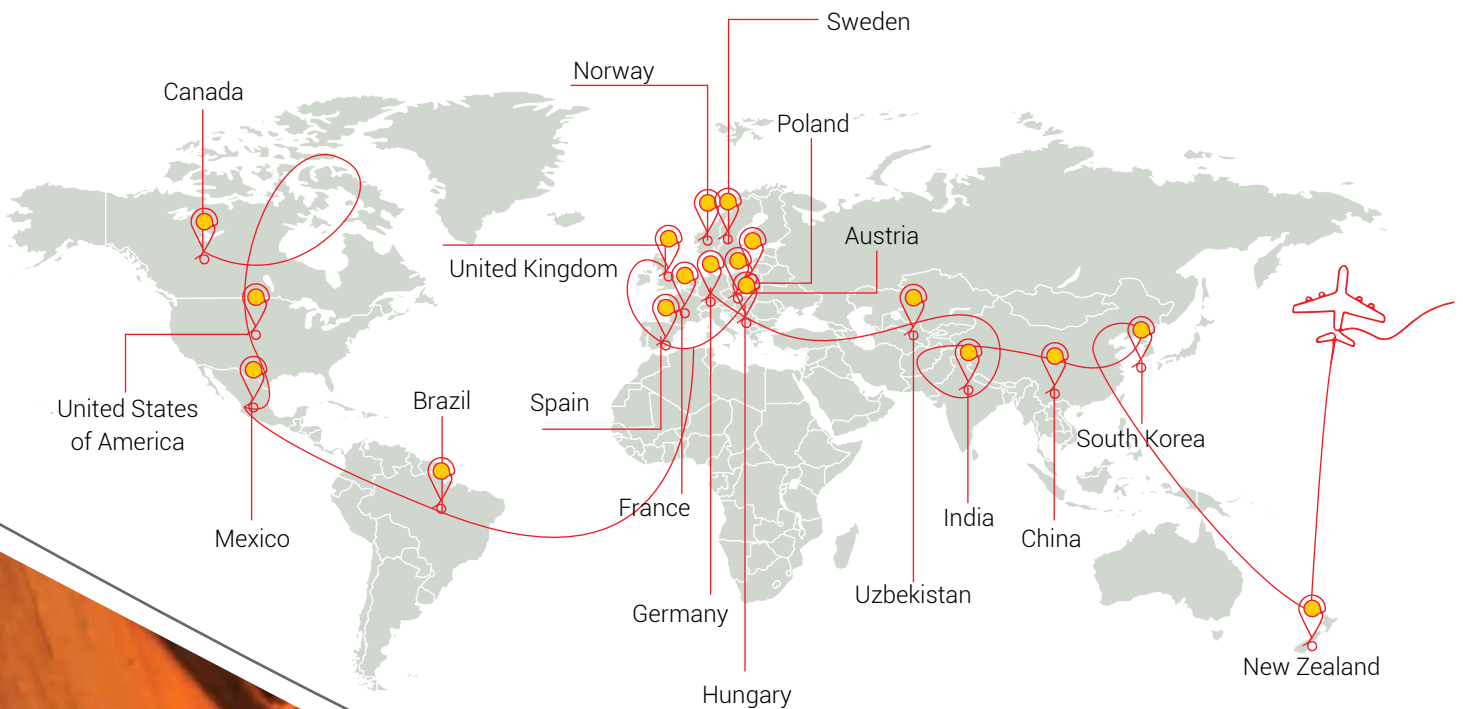 Sweden
Norway
Canada
Poland
Austria
United Kingdom
Brazil
Spain
United States
of America
South Korea
France
India
Mexico
China
Uzbekistan
Germany
New Zealand
Hungary